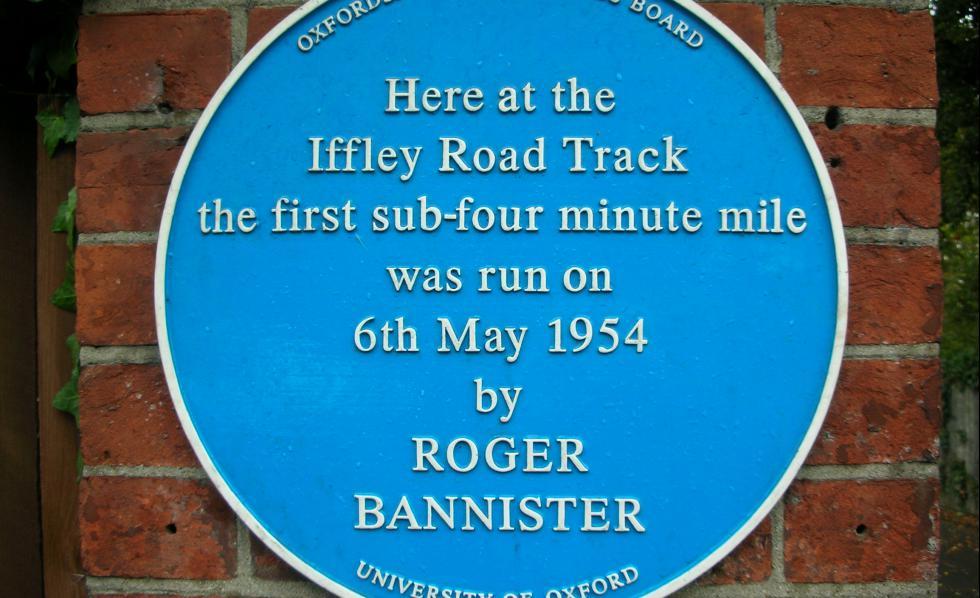 BOARD
Here at the
Iffley Road Track
the first sub-four minute mile
was run on
6th May 1954
by
ROGER
BANNISTER
UNIVERSITY OF OXFORD